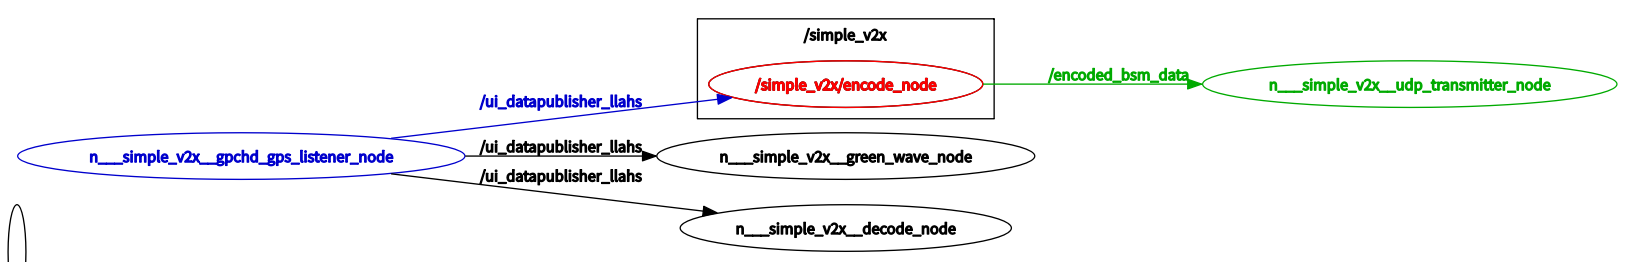 /simple_v2x
/simple_v2x/encode_node
/encoded_bsm_data
n___simple_v2x__udp_transmitter_node
/ui_datapublisher_llahs
n___simple_v2x__gpchd_gps_listener_node
/ui_datapublisher_llahs
n___simple_v2x__green_wave_node
/ui_datapublisher_llahs
n___simple_v2x__decode_node